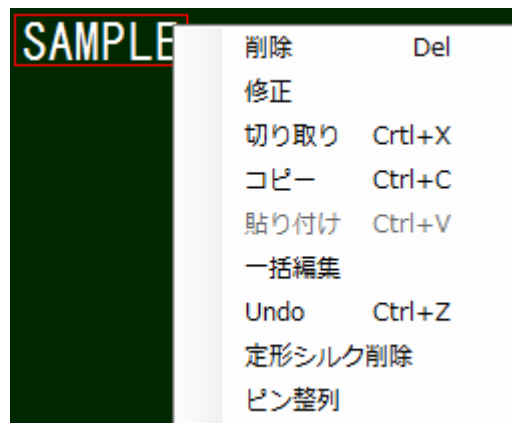 SAMPLE
削除 Del
修正
切り取り Crtl+X
コピー Ctrl+C
貼り付け Ctrl+V
一括編集
Undo Ctrl+Z
定形シルク削除
ピン整列